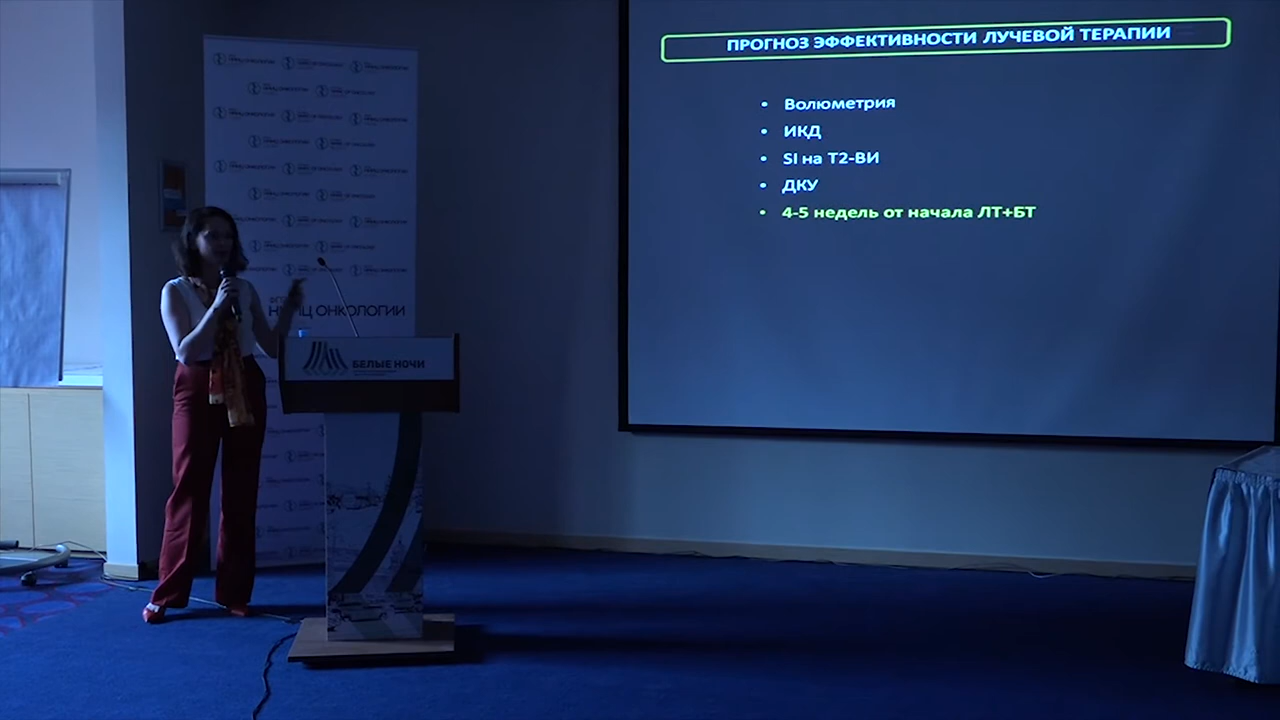 ПРОГНОЗ ЭФФЕКТИВНОСТИ ЛУЧЕВОЙ ТЕРАПИИ
• Волюметрия
• ИКД
• SI на Т2-ВИ
• ДКУ
• 4-5 недель от начала ЛТ+БТ
НМИЦ ОНКОЛОГИИ
БЕЛЫЕ НОЧИ